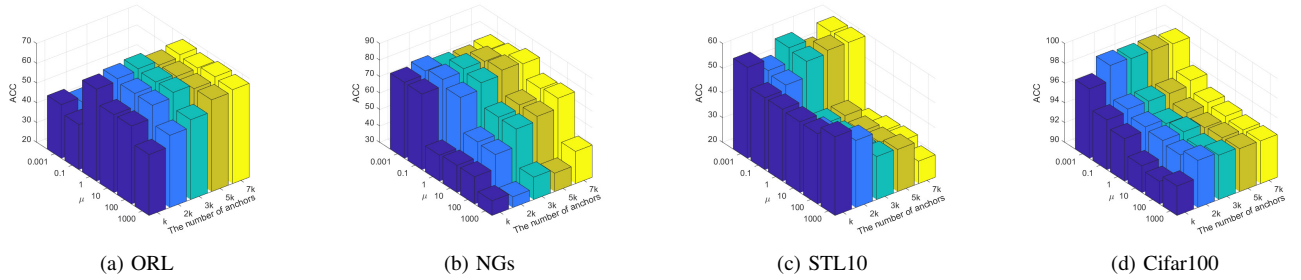 70
60
50
40
30
20
ACC
0.001
0.1
1
10
100
1000
μ
k
2k
3k
5k
7k
The number of anchors
(a) ORL
90
80
70
60
50
40
30
ACC
0.001
0.1
1
10
100
1000
μ
k
2k
3k
5k
7k
The number of anchors
(b) NGs
60
50
40
30
20
ACC
0.001
0.1
1
10
100
1000
μ
k
2k
3k
5k
7k
The number of anchors
(c) STL10
100
98
96
94
92
90
ACC
0.001
0.1
1
10
100
1000
μ
k
2k
3k
5k
7k
The number of anchors
(d) Cifar100